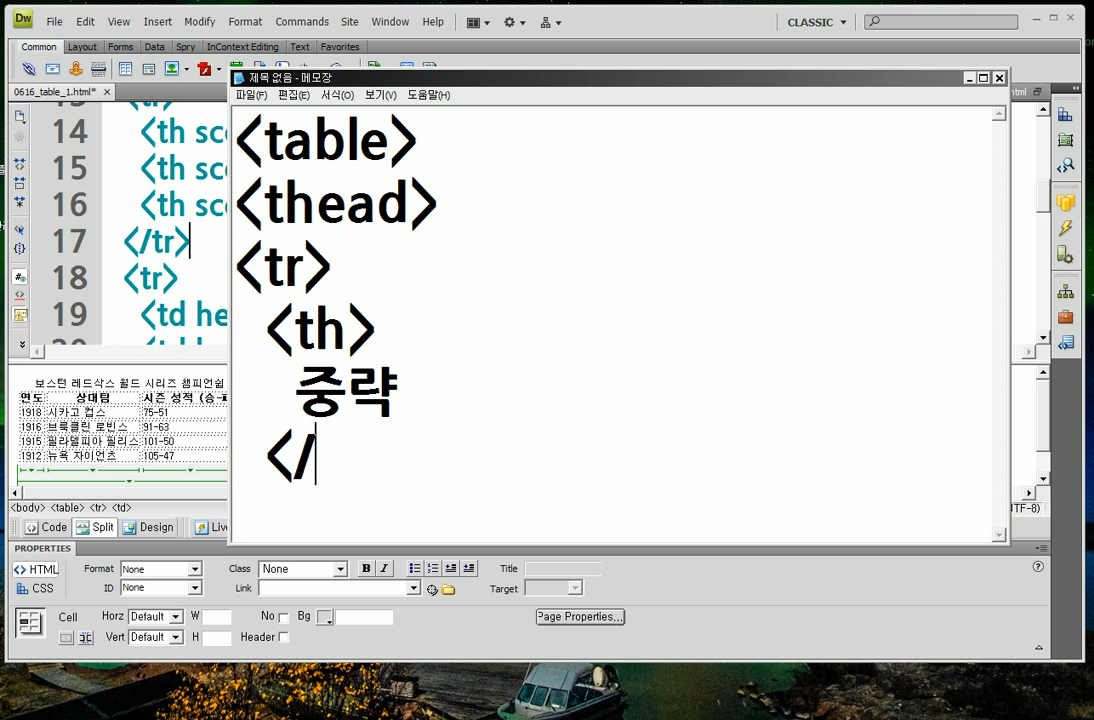 Dw File Edit View Insert Modify Format Commands Site Window Help CLASSIC
Common Layout Forms Data Spry InContext Editing Text Favorites
0616_table_1.html*
제목 없음 - 메모장
파일(F) 편집(E) 서식(O) 보기(V) 도움말(H)
<table>
<thead>
<tr>
<th>
중략
</
14 <th sco
15 <th sco
16 <th sco
17 </tr>
18 <tr>
19 <td he
보스턴 레드삭스 월드 시리즈 챔피언쉽
연도 상대팀 시즌 성적 (승-패
1918 시카고 컵스 75-51
1916 브룩클린 로빈스 91-63
1915 필라델피아 필리스 101-50
1912 뉴욕 자이언츠 105-47
<body> <table> <tr> <td>
TF-8)
Code Split Design Liv
PROPERTIES
HTML Format None Class None B I Title
CSS ID None Link Target
Cell Horz Default W No Bg Page Properties...
Vert Default H Header